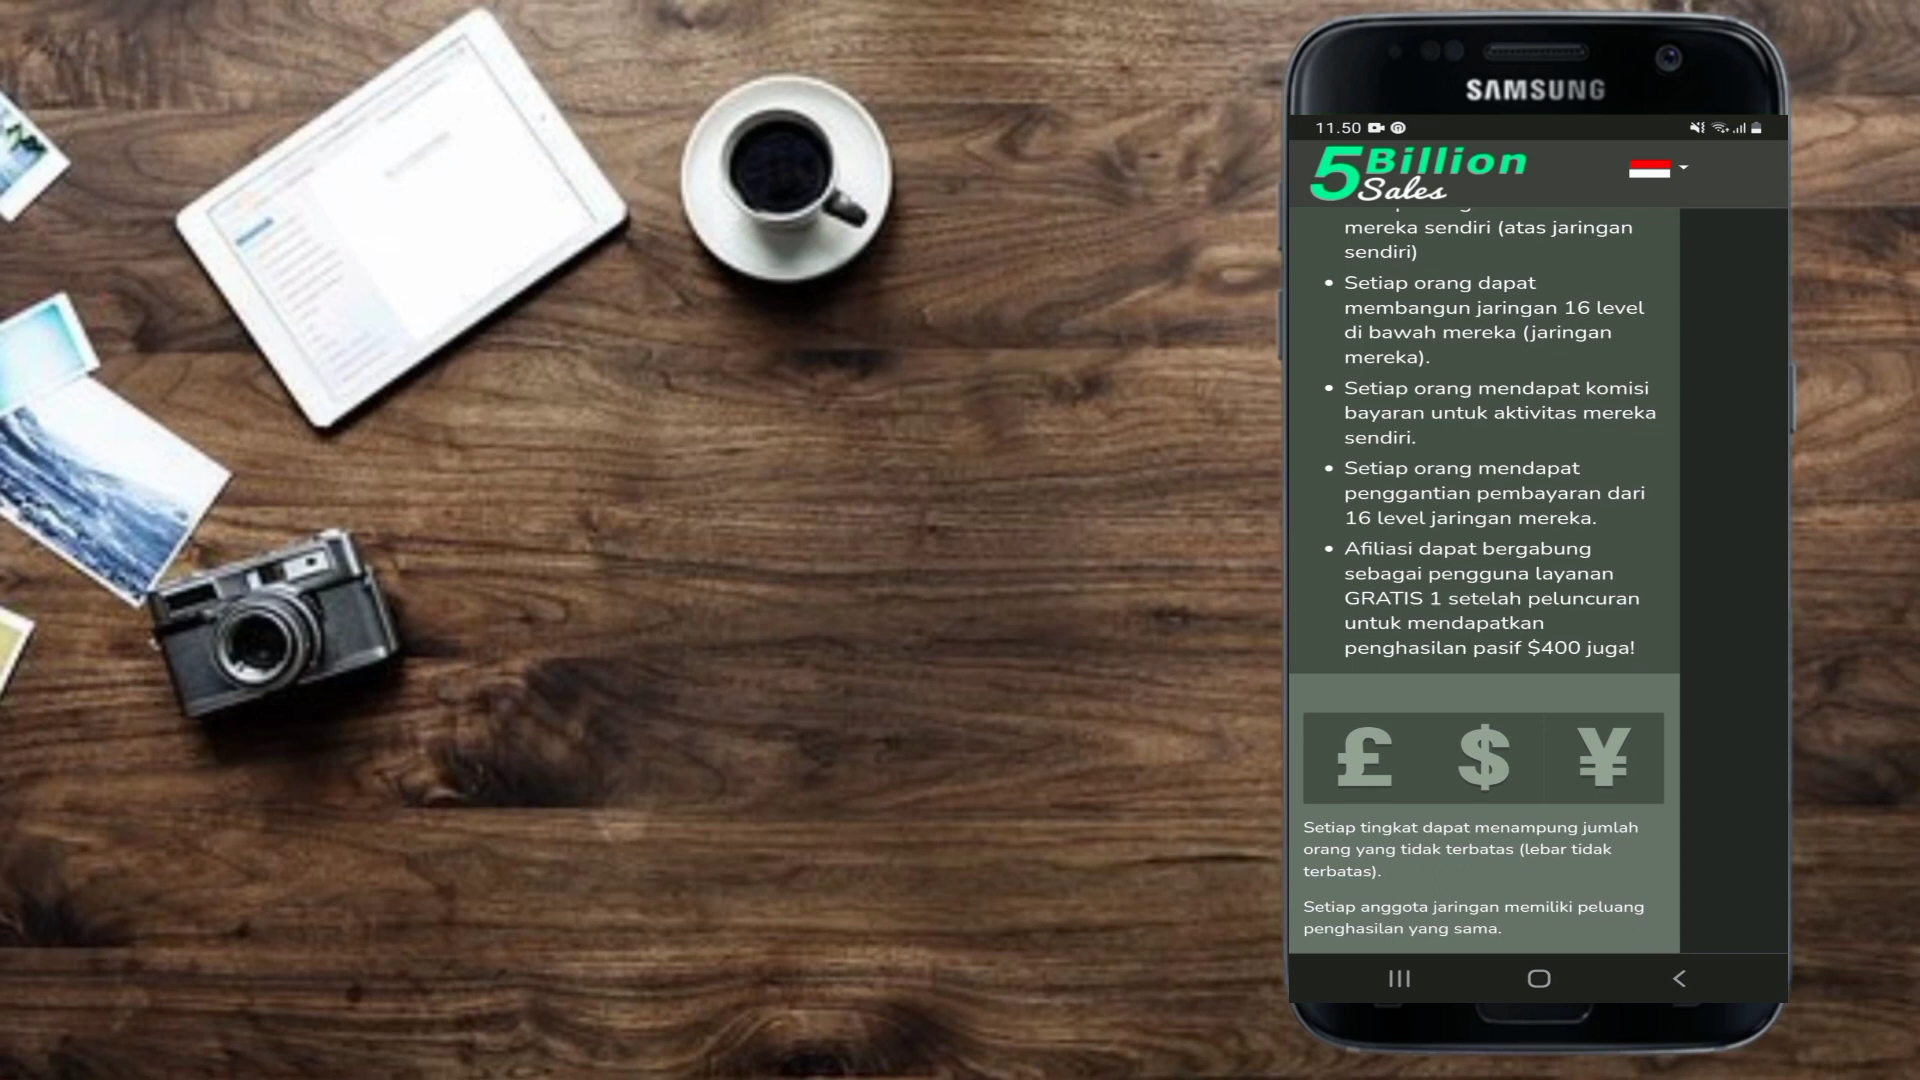 SAMSUNG
11.50
5 Billion
Sales
mereka sendiri (atas jaringan
sendiri)
• Setiap orang dapat
membangun jaringan 16 level
di bawah mereka (jaringan
mereka).
• Setiap orang mendapat komisi
bayaran untuk aktivitas mereka
sendiri.
• Setiap orang mendapat
penggantian pembayaran dari
16 level jaringan mereka.
• Afiliasi dapat bergabung
sebagai pengguna layanan
GRATIS 1 setelah peluncuran
untuk mendapatkan
penghasilan pasif $400 juga!
£ $ ¥
Setiap tingkat dapat menampung jumlah
orang yang tidak terbatas (lebar tidak
terbatas).
Setiap anggota jaringan memiliki peluang
penghasilan yang sama.